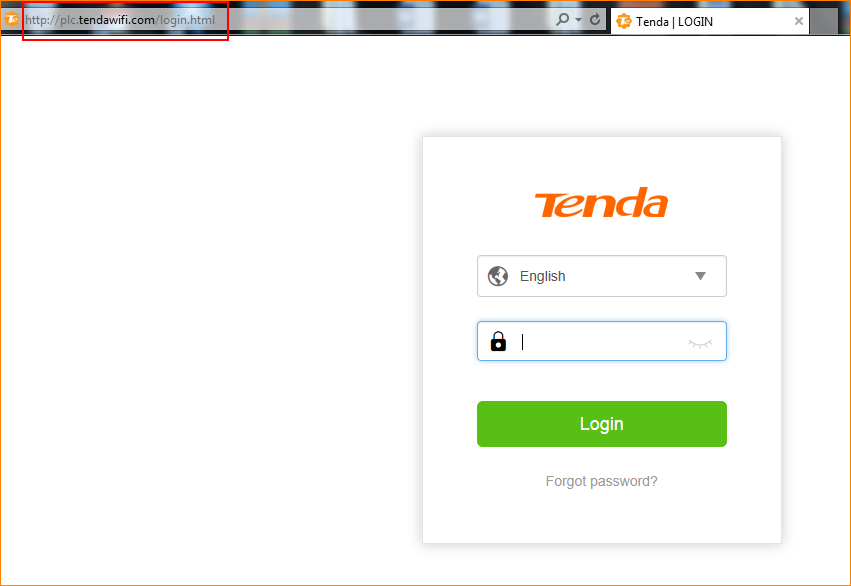 http://plc.tendawifi.com/login.html
Tenda | LOGIN
Tenda
English
Login
Forgot password?